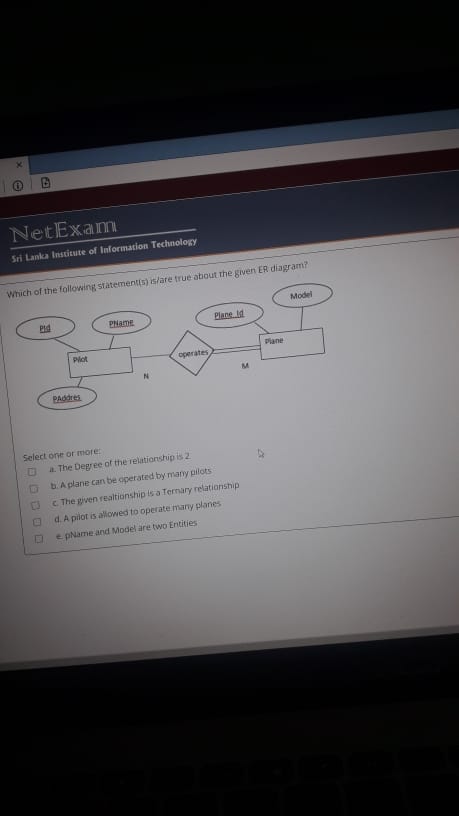 NetExam
Sri Lanka Institute of Information Technology
Which of the following statement(s) is/are true about the given ER diagram?
PId
PName
Plane_Id
Model
Pilot
operates
Plane
N
M
PAddres
Select one or more:
a. The Degree of the relationship is 2
b. A plane can be operated by many pilots
c. The given realtionship is a Ternary relationship
d. A pilot is allowed to operate many planes
e. pName and Model are two Entities